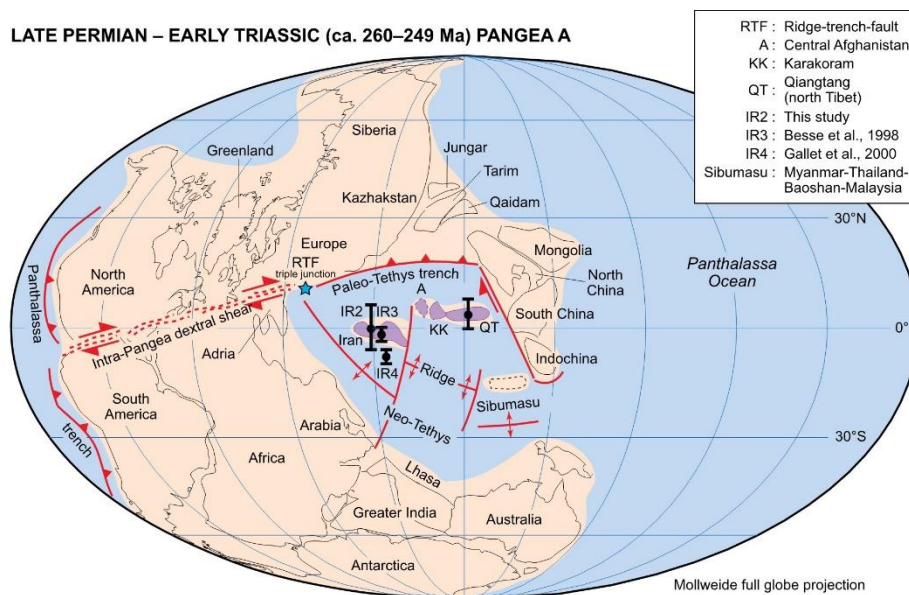 LATE PERMIAN – EARLY TRIASSIC (ca. 260–249 Ma) PANGEA A
RTF : Ridge-trench-fault
A : Central Afghanistan
KK : Karakoram
QT : Qiangtang
(north Tibet)
IR2 : This study
IR3 : Besse et al., 1998
IR4 : Gallet et al., 2000
Sibumasu : Myanmar-Thailand-
Baoshan-Malaysia
Siberia
Greenland
Jungar
Tarim
Kazhakstan
Qaidam
30°N
Europe
Mongolia
RTF
triple junction
Paleo-Tethys trench
North
China
Panthalassa
Ocean
North
America
Panthalassa
A
IR2
IR3
KK
QT
South China
0°
Iran
Intra-Pangea dextral shear
Adria
IR4
Indochina
Ridge
South
America
Sibumasu
Neo-Tethys
Arabia
30°S
trench
Africa
Lhasa
Greater India
Australia
Antarctica
Mollweide full globe projection